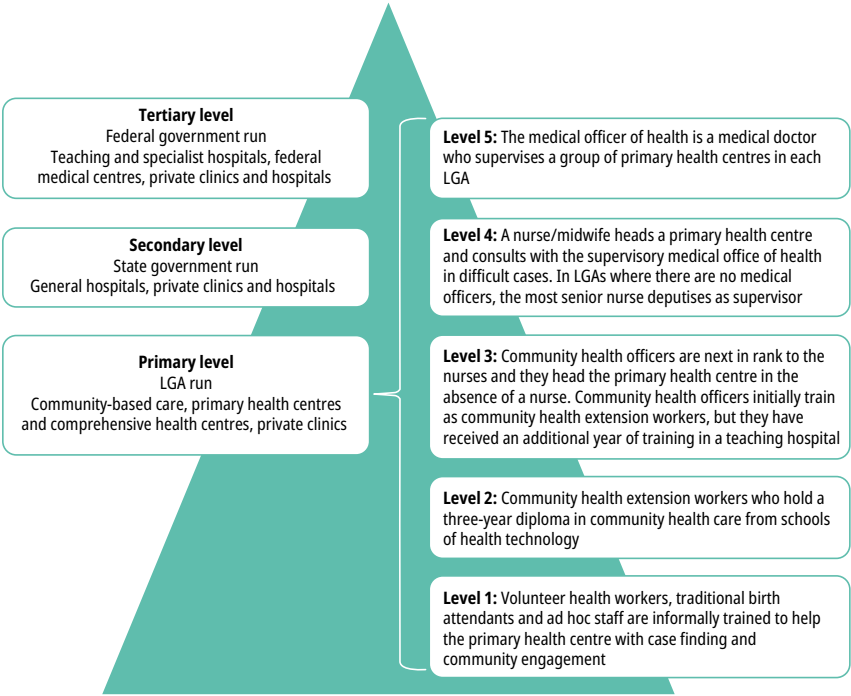 Tertiary level
Federal government run
Teaching and specialist hospitals, federal
medical centres, private clinics and hospitals
Secondary level
State government run
General hospitals, private clinics and hospitals
Primary level
LGA run
Community-based care, primary health centres
and comprehensive health centres, private clinics
Level 5: The medical officer of health is a medical doctor
who supervises a group of primary health centres in each
LGA
Level 4: A nurse/midwife heads a primary health centre
and consults with the supervisory medical office of health
in difficult cases. In LGAs where there are no medical
officers, the most senior nurse deputises as supervisor
Level 3: Community health officers are next in rank to the
nurses and they head the primary health centre in the
absence of a nurse. Community health officers initially train
as community health extension workers, but they have
received an additional year of training in a teaching hospital
Level 2: Community health extension workers who hold a
three-year diploma in community health care from schools
of health technology
Level 1: Volunteer health workers, traditional birth
attendants and ad hoc staff are informally trained to help
the primary health centre with case finding and
community engagement